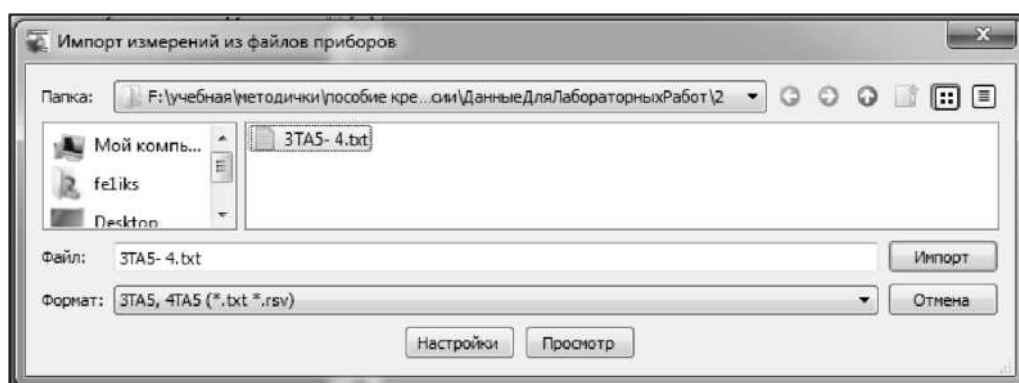 Импорт измерений из файлов приборов
Папка: F:\учебная\методички\пособие кре...сии\ДанныеДляЛабораторныхРабот\2
Мой компь...
3TA5- 4.txt
fe1iks
Desktop
Файл: 3TA5- 4.txt Импорт
Формат: 3TA5, 4TA5 (*.txt *.rsv) Отмена
Настройки Просмотр